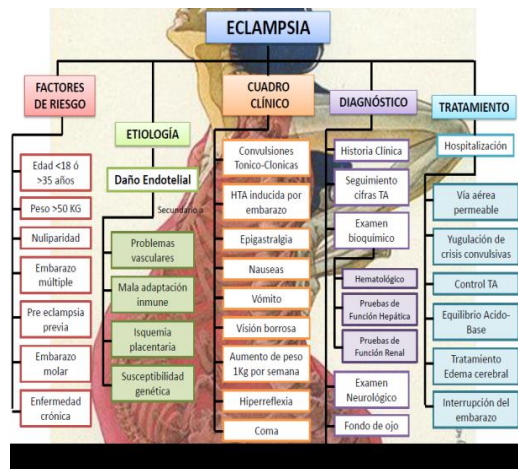 ECLAMPSIA
FACTORES
DE RIESGO
Edad <18 ó
>35 años
Peso >50 KG
Nuliparidad
Embarazo
múltiple
Pre eclampsia
previa
Embarazo
molar
Enfermedad
crónica
ETIOLOGÍA
Daño Endotelial
Secundario a
Problemas
vasculares
Mala adaptación
inmune
Isquemia
placentaria
Susceptibilidad
genética
CUADRO
CLÍNICO
Convulsiones
Tonico-Clonicas
HTA inducida por
embarazo
Epigastralgia
Nauseas
Vómito
Visión borrosa
Aumento de peso
1Kg por semana
Hiperreflexia
Coma
DIAGNÓSTICO
Historia Clínica
Seguimiento
cifras TA
Examen
bioquímico
Hematológico
Pruebas de
Función Hepática
Pruebas de
Función Renal
Examen
Neurológico
Fondo de ojo
TRATAMIENTO
Hospitalización
Vía aérea
permeable
Yugulación de
crisis convulsivas
Control TA
Equilibrio Acido-
Base
Tratamiento
Edema cerebral
Interrupción del
embarazo